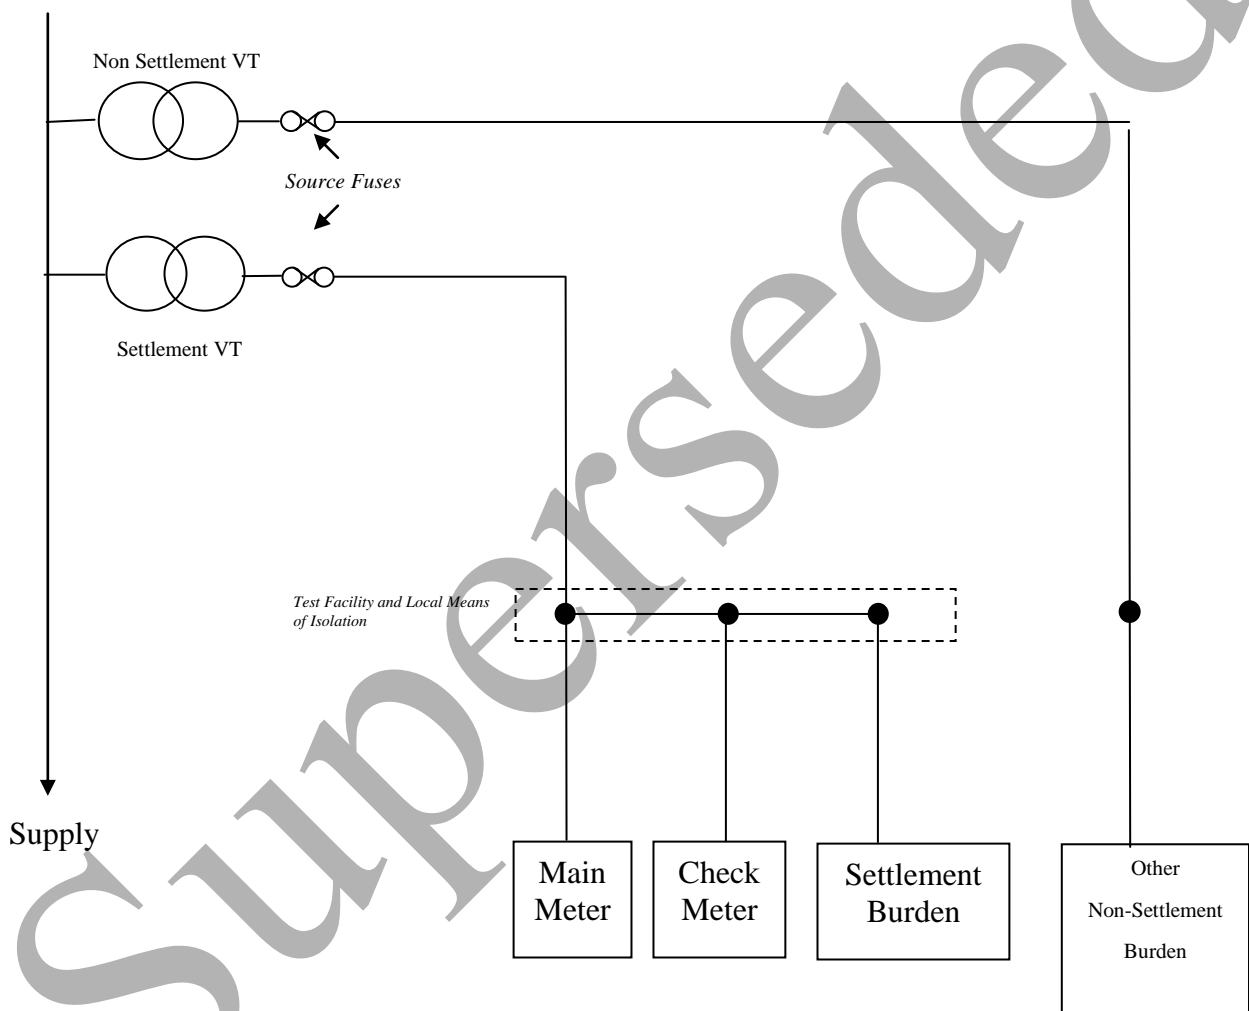 Non Settlement VT
Source Fuses
Settlement VT
Test Facility and Local Means
of Isolation
Supply
Main
Meter
Check
Meter
Settlement
Burden
Other
Non-Settlement
Burden
Superseded